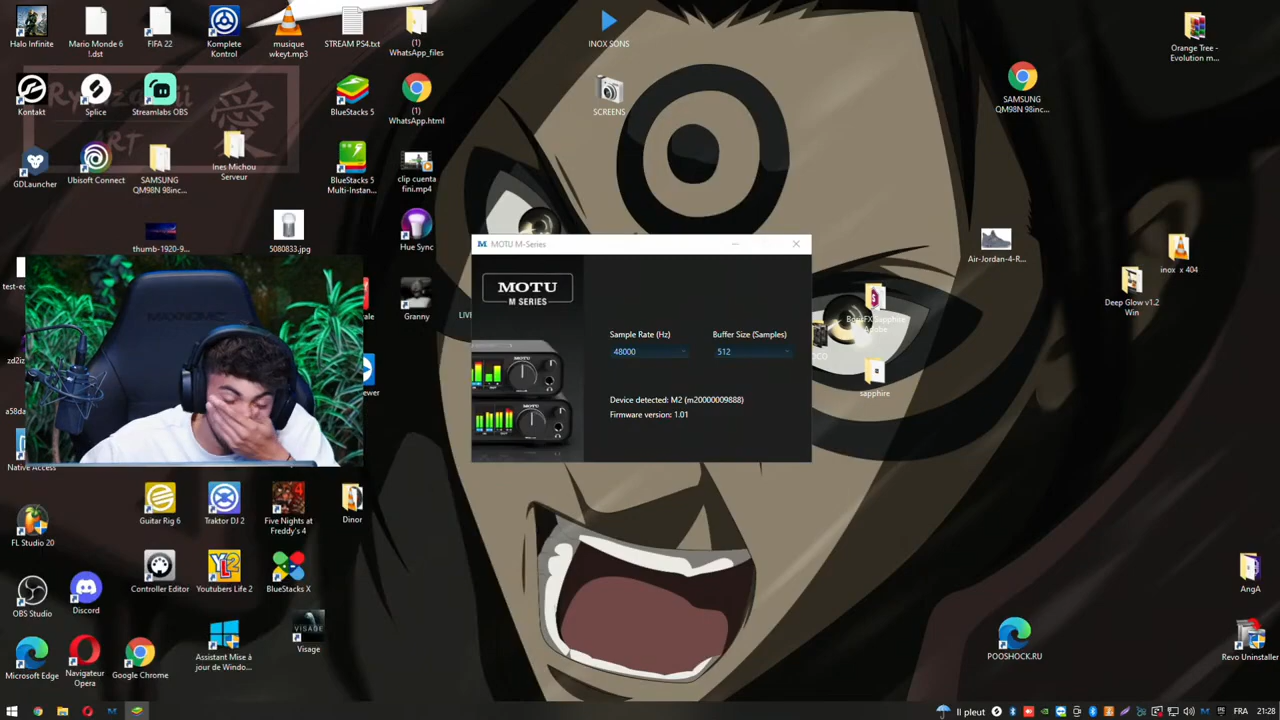 Halo Infinite
Mario Monde 6
!.dst
FIFA 22
Komplete
Kontrol
musique
wkeyt.mp3
STREAM PS4.txt
(1)
WhatsApp_files
INOX SONS
Orange Tree -
Evolution m...
Kontakt
Splice
Streamlabs OBS
BlueStacks 5
(1)
WhatsApp.html
SCREENS
SAMSUNG
QM98N 98inc...
ART
愛
GDLauncher
Ubisoft Connect
SAMSUNG
QM98N 98inc...
Ines Michou
Serveur
BlueStacks 5
Multi-Instan...
clip cuenta
fini.mp4
thumb-1920-9...
5080833.jpg
Hue Sync
MOTU M-Series
Air-Jordan-4-R...
inox x 404
Deep Glow v1.2
Win
Granny
MOTU
M SERIES
Sample Rate (Hz)
Buffer Size (Samples)
48000
512
Device detected: M2 (m20000009888)
Firmware version: 1.01
sapphire
MAXNOMIC
Native Access
FL Studio 20
Guitar Rig 6
Traktor DJ 2
Five Nights at
Freddy's 4
Dinor
OBS Studio
Discord
Controller Editor
Youtubers Life 2
BlueStacks X
AngA
Microsoft Edge
Navigateur
Opera
Google Chrome
Assistant Mise à
jour de Windo...
VISAGE
Visage
POOSHOCK.RU
Revo Uninstaller
Il pleut
FRA
21:28